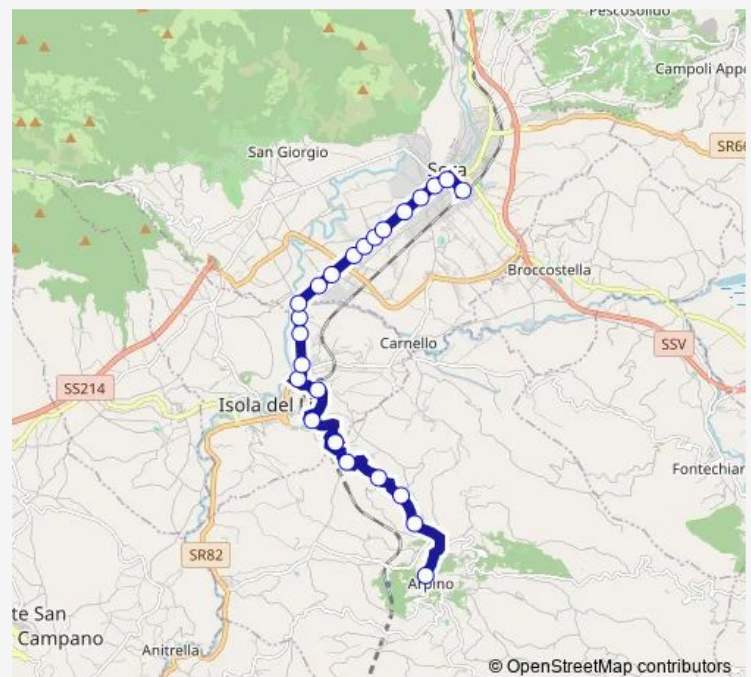 Pescosolido
Campoli Appe
SR66
San Giorgio
Sora
Broccostella
SSV
Carnello
SS214
Isola del Li
Fontechiar
SR82
Arpino
te San
Campano
Anitrella
© OpenStreetMap contributors